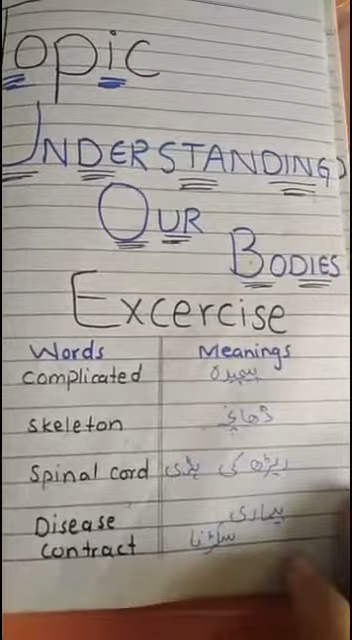 Topic
UNDERSTANDING
OUR
BODIES
Excercise
Words Meanings
complicated پیچیدہ
skeleton ڈھانچہ
spinal cord ریڑھ کی ہڈی
Disease بیماری
contract سکڑنا